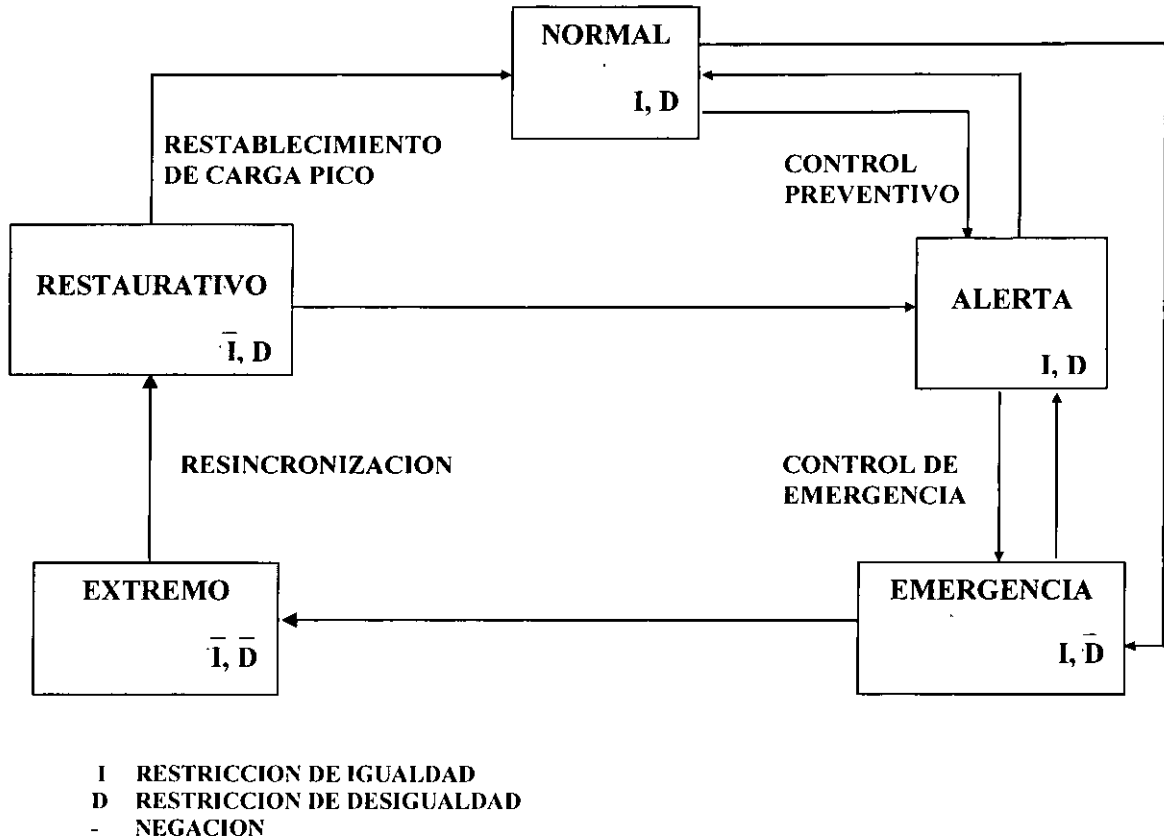 NORMAL
I, D
RESTABLECIMIENTO
DE CARGA PICO
CONTROL
PREVENTIVO
RESTAURATIVO
I̅, D
ALERTA
I, D
RESINCRONIZACION
CONTROL DE
EMERGENCIA
EXTREMO
I̅, D̅
EMERGENCIA
I, D̅
I RESTRICCION DE IGUALDAD
D RESTRICCION DE DESIGUALDAD
- NEGACION